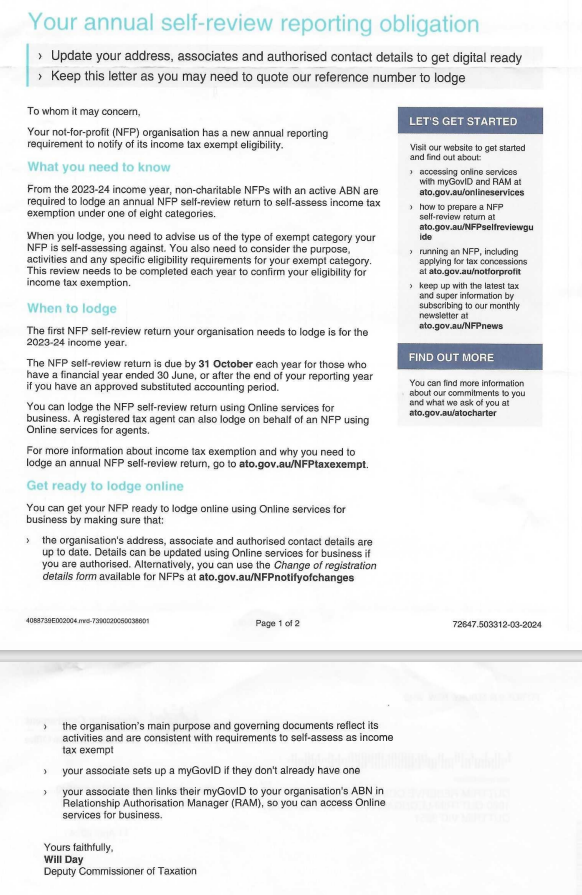 Your annual self-review reporting obligation
› Update your address, associates and authorised contact details to get digital ready
› Keep this letter as you may need to quote our reference number to lodge
To whom it may concern,
Your not-for-profit (NFP) organisation has a new annual reporting
requirement to notify of its income tax exempt eligibility.
What you need to know
From the 2023-24 income year, non-charitable NFPs with an active ABN are
required to lodge an annual NFP self-review return to self-assess income tax
exemption under one of eight categories.
When you lodge, you need to advise us of the type of exempt category your
NFP is self-assessing against. You also need to consider the purpose,
activities and any specific eligibility requirements for your exempt category.
This review needs to be completed each year to confirm your eligibility for
income tax exemption.
When to lodge
The first NFP self-review return your organisation needs to lodge is for the
2023-24 income year.
The NFP self-review return is due by 31 October each year for those who
have a financial year ended 30 June, or after the end of your reporting year
if you have an approved substituted accounting period.
You can lodge the NFP self-review return using Online services for
business. A registered tax agent can also lodge on behalf of an NFP using
Online services for agents.
For more information about income tax exemption and why you need to
lodge an annual NFP self-review return, go to ato.gov.au/NFPtaxexempt.
Get ready to lodge online
You can get your NFP ready to lodge online using Online services for
business by making sure that:
› the organisation's address, associate and authorised contact details are
up to date. Details can be updated using Online services for business if
you are authorised. Alternatively, you can use the Change of registration
details form available for NFPs at ato.gov.au/NFPnotifyofchanges
LET'S GET STARTED
Visit our website to get started
and find out about:
› accessing online services
with myGovID and RAM at
ato.gov.au/onlineservices
› how to prepare a NFP
self-review return at
ato.gov.au/NFPselfreviewgu
ide
› running an NFP, including
applying for tax concessions
at ato.gov.au/notforprofit
› keep up with the latest tax
and super information by
subscribing to our monthly
newsletter at
ato.gov.au/NFPnews
FIND OUT MORE
You can find more information
about our commitments to you
and what we ask of you at
ato.gov.au/atocharter
4088739E002004.mrd-7390020050038601
Page 1 of 2
72647.503312-03-2024
› the organisation's main purpose and governing documents reflect its
activities and are consistent with requirements to self-assess as income
tax exempt
› your associate sets up a myGovID if they don't already have one
› your associate then links their myGovID to your organisation's ABN in
Relationship Authorisation Manager (RAM), so you can access Online
services for business.
Yours faithfully,
Will Day
Deputy Commissioner of Taxation